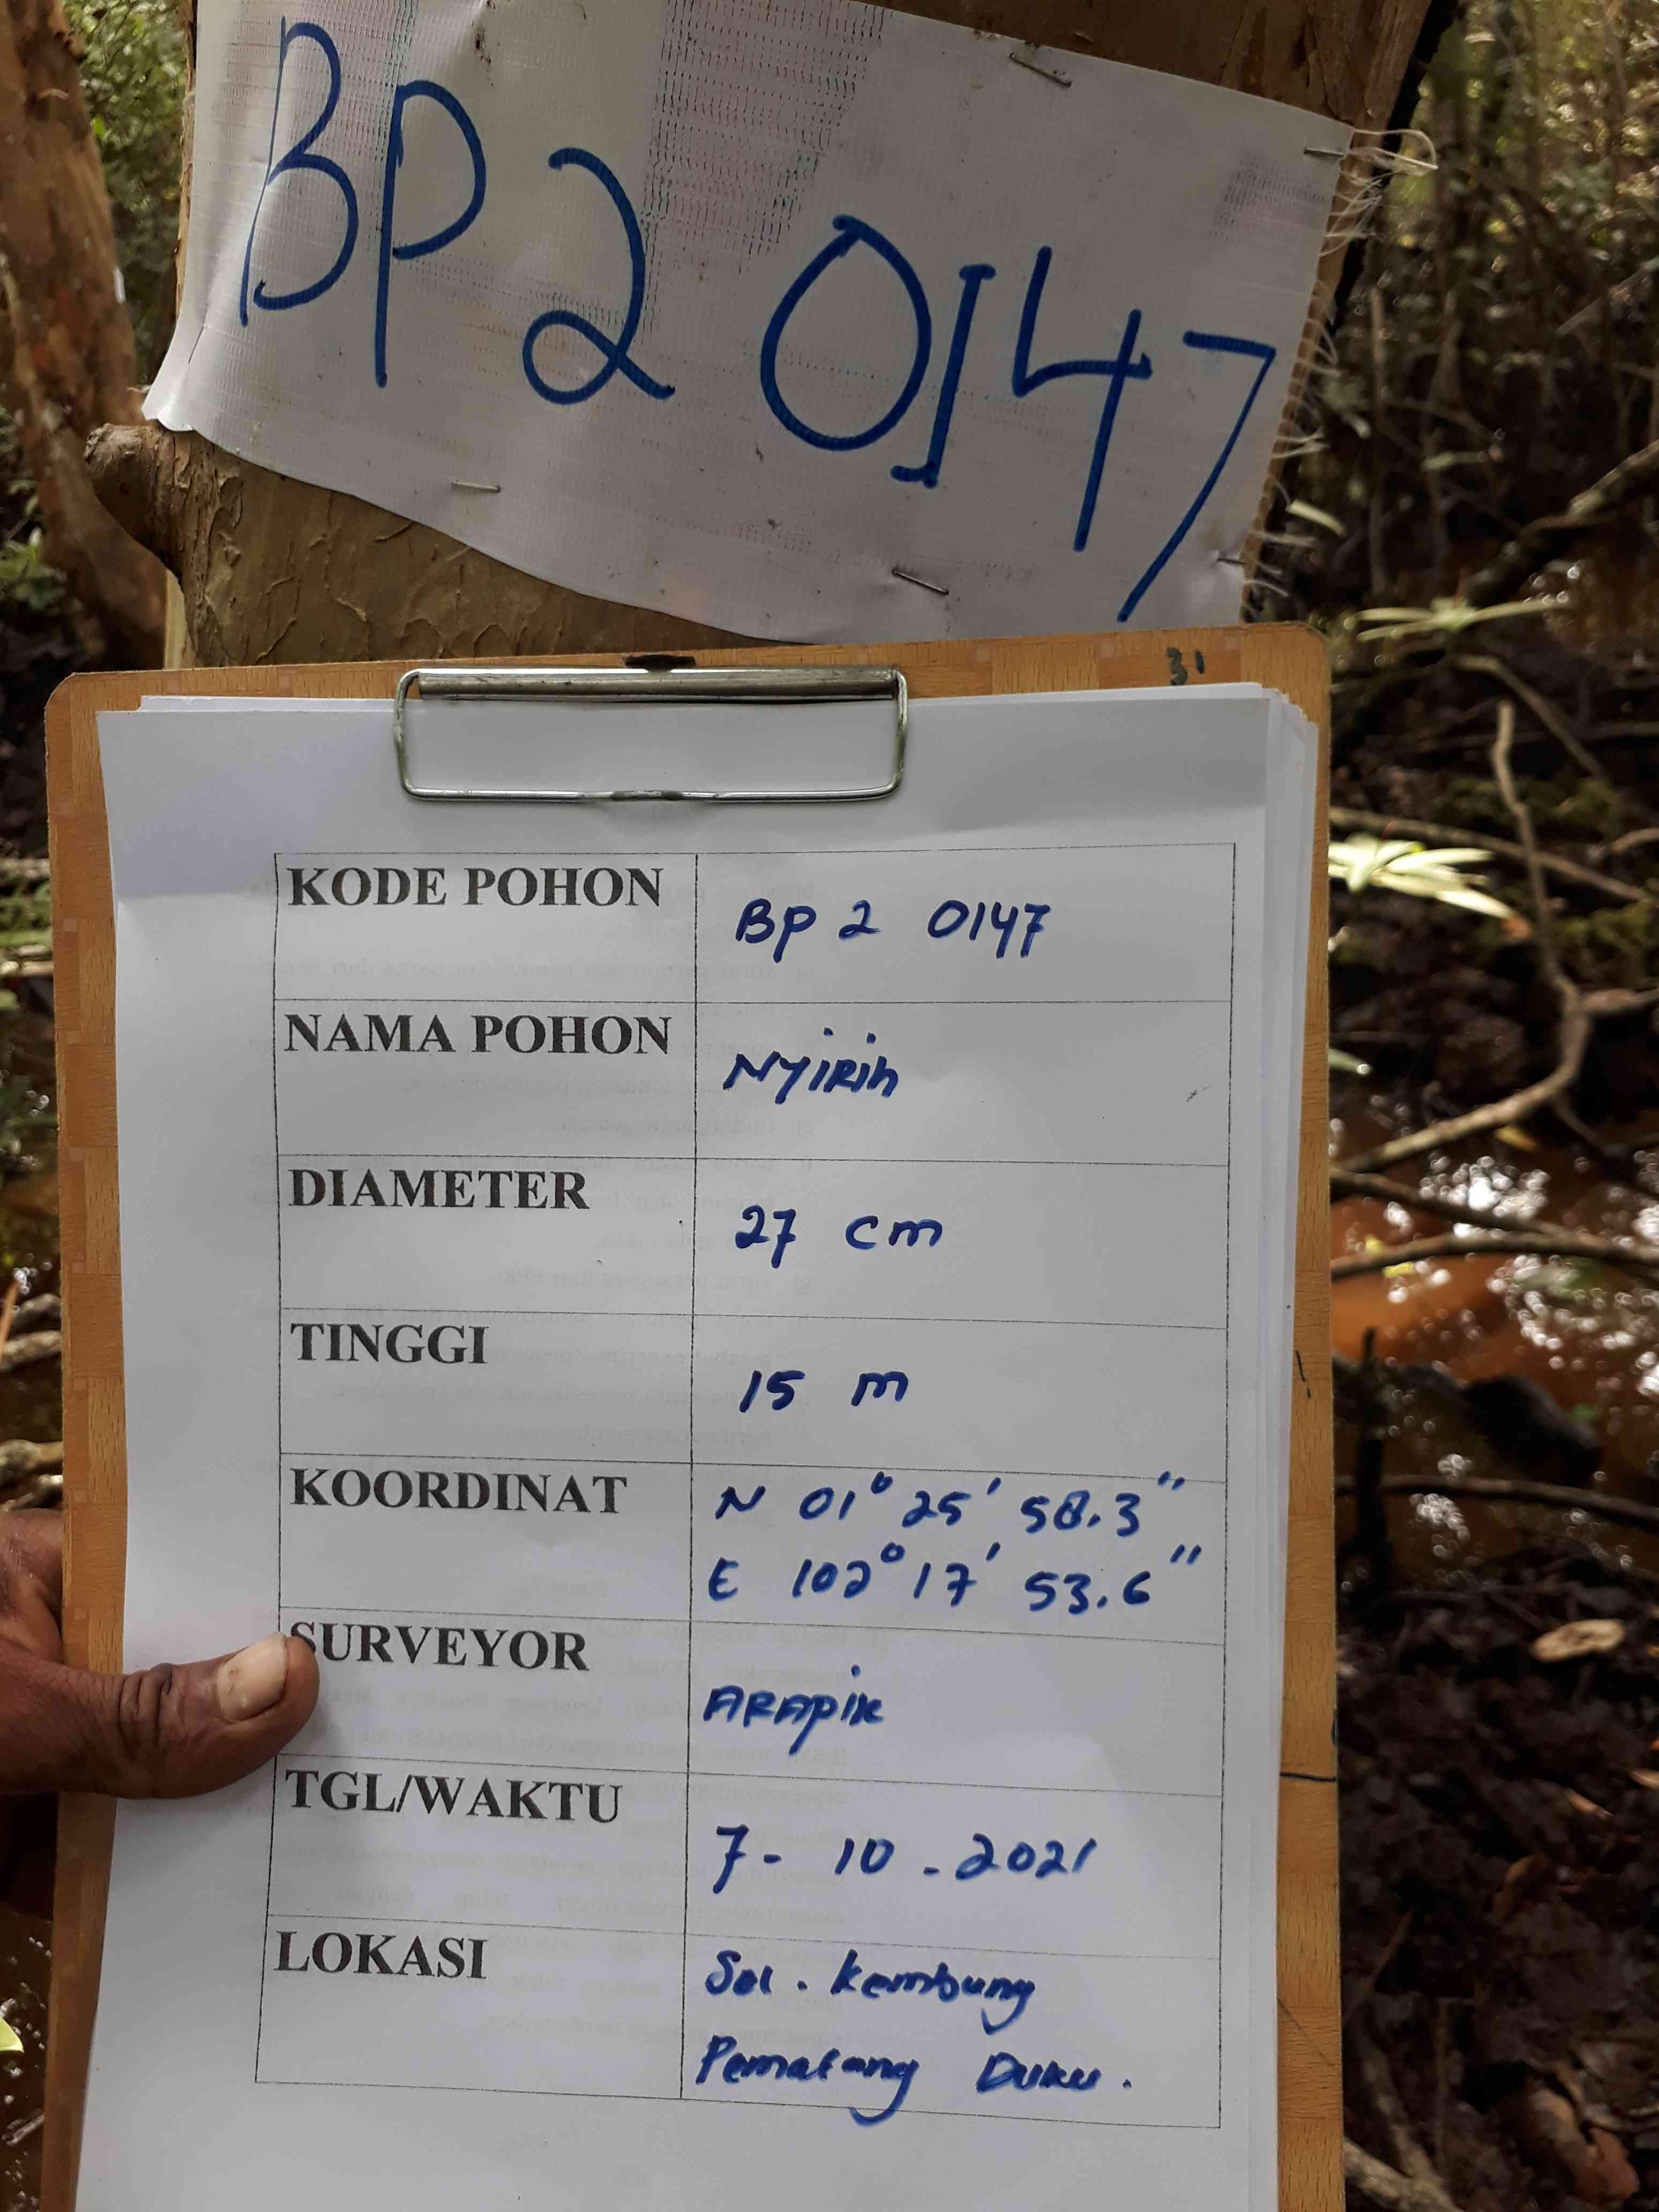 BP2 0147
31
KODE POHON
BP 2 0147
NAMA POHON
NYIRIh
DIAMETER
27 cm
TINGGI
15 m
KOORDINAT
N 01° 25' 58.3"
E 102° 17' 53.6"
SURVEYOR
ARApik
TGL/WAKTU
7 - 10 - 2021
LOKASI
Sei. Kembung
Pematang Duku.